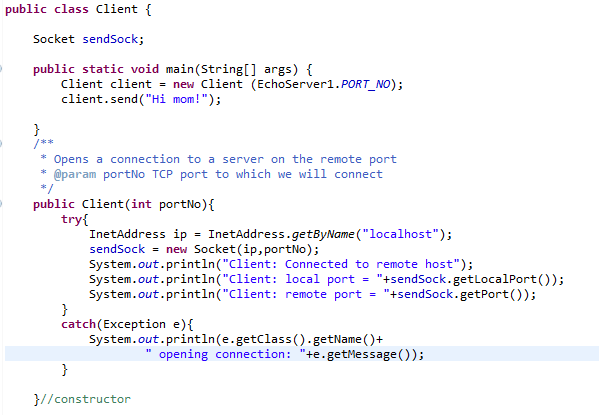 public class Client {
Socket sendSock;
public static void main(String[] args) {
Client client = new Client (EchoServer1.PORT_NO);
client.send("Hi mom!");
}
/**
* Opens a connection to a server on the remote port
* @param portNo TCP port to which we will connect
*/
public Client(int portNo){
try{
InetAddress ip = InetAddress.getByName("localhost");
sendSock = new Socket(ip,portNo);
System.out.println("Client: Connected to remote host");
System.out.println("Client: local port = "+sendSock.getLocalPort());
System.out.println("Client: remote port = "+sendSock.getPort());
}
catch(Exception e){
System.out.println(e.getClass().getName()+
" opening connection: "+e.getMessage());
}
}//constructor